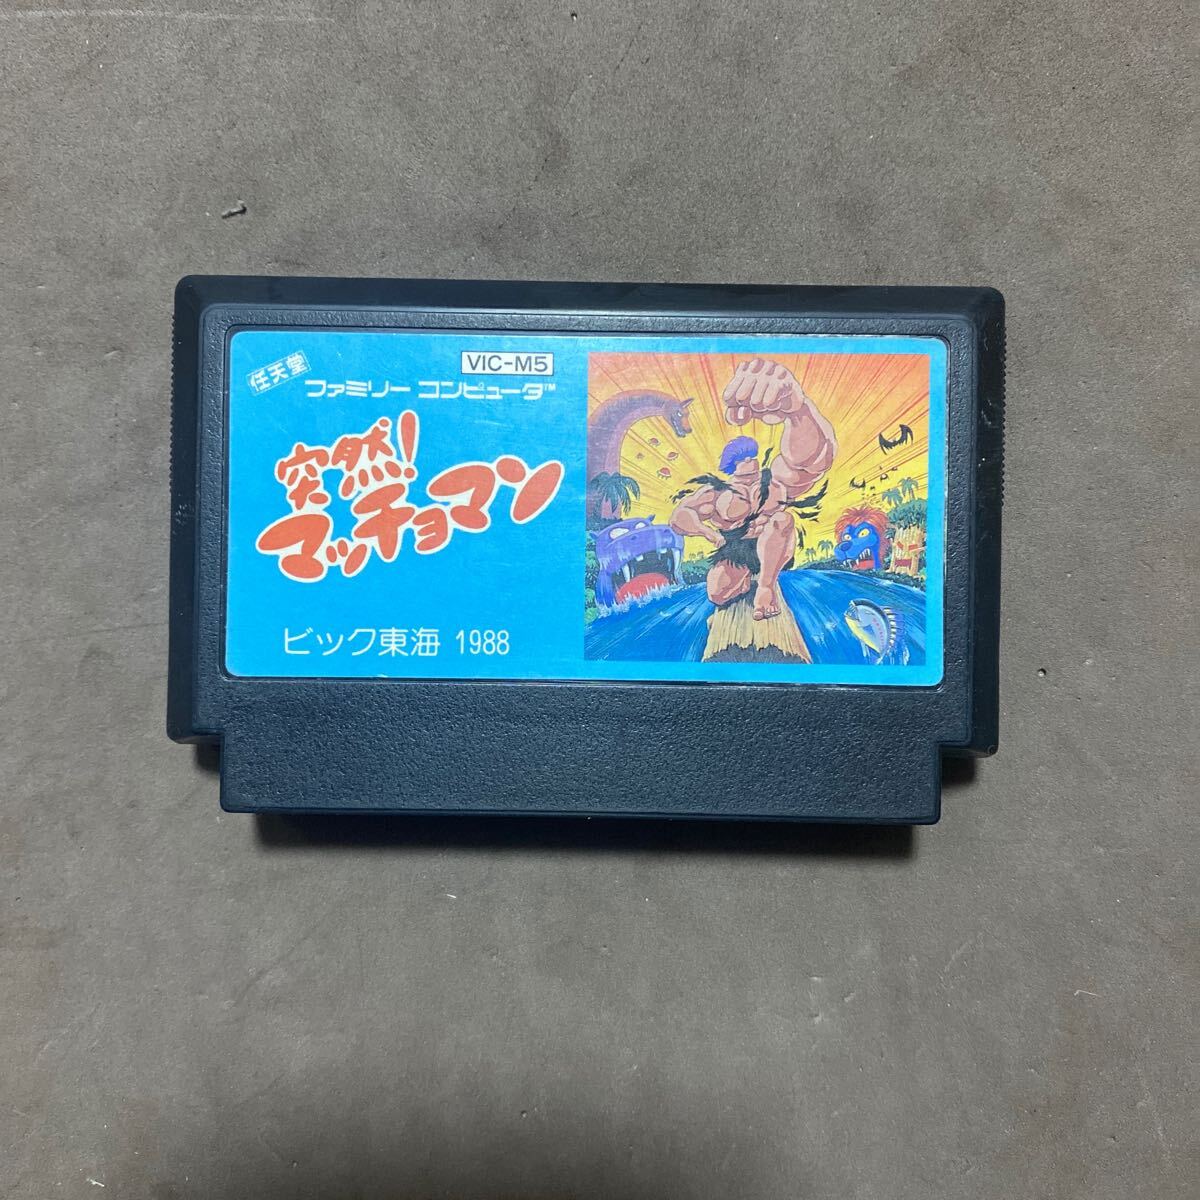 任天堂
VIC-M5
ファミリー コンピュータ™
突然！
マッチョマン
ビック東海 1988